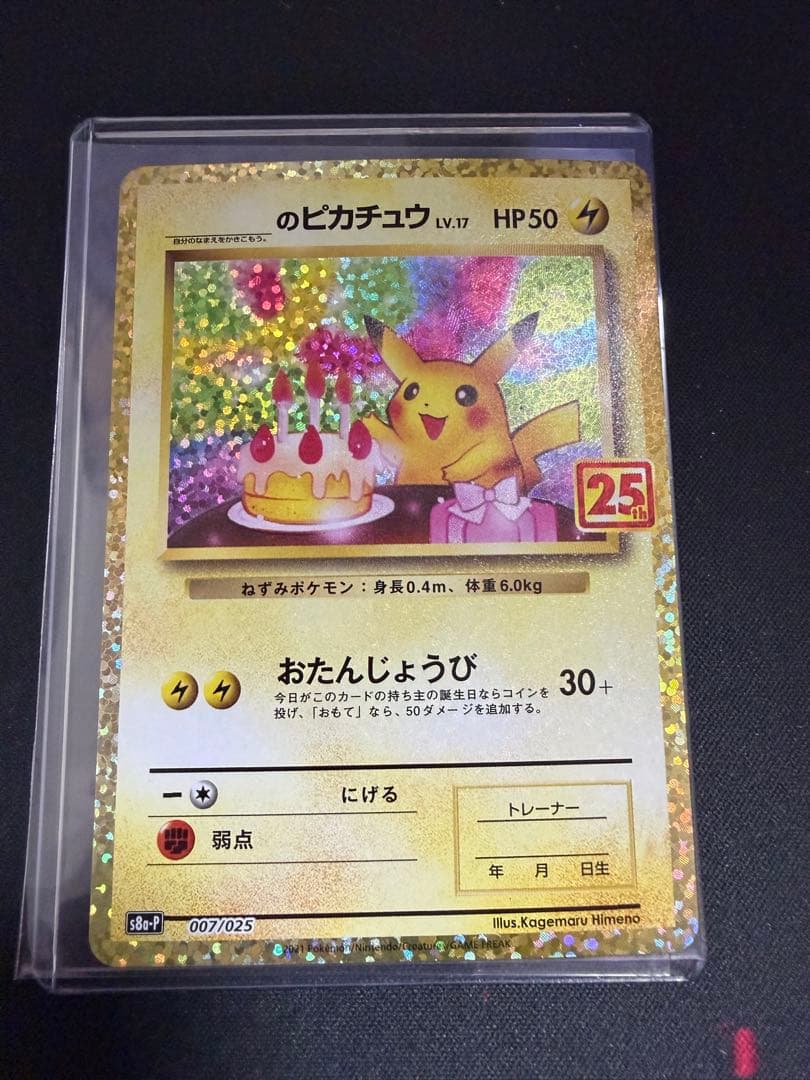 のピカチュウ LV.17 HP50
自分のなまえをかきこもう。
25th
ねずみポケモン：身長0.4m、体重6.0kg
おたんじょうび 30+
今日がこのカードの持ち主の誕生日ならコインを
投げ、「おもて」なら、50ダメージを追加する。
にげる
トレーナー
弱点
年 月 日生
s8a-P 007/025 Illus.Kagemaru Himeno
©2021 Pokémon/Nintendo/Creatures/GAME FREAK